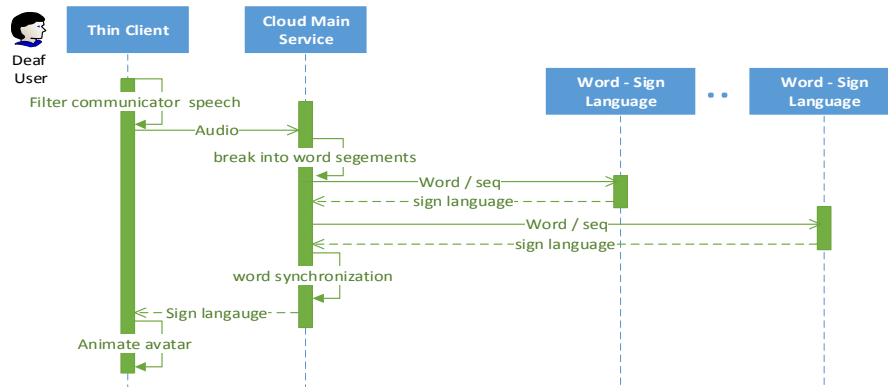 Thin Client
Cloud Main
Service
Deaf
User
Word - Sign
Language
Word - Sign
Language
Filter communicator speech
Audio
break into word segements
Word / seq
sign language
Word / seq
sign language
word synchronization
Sign langauge
Animate avatar